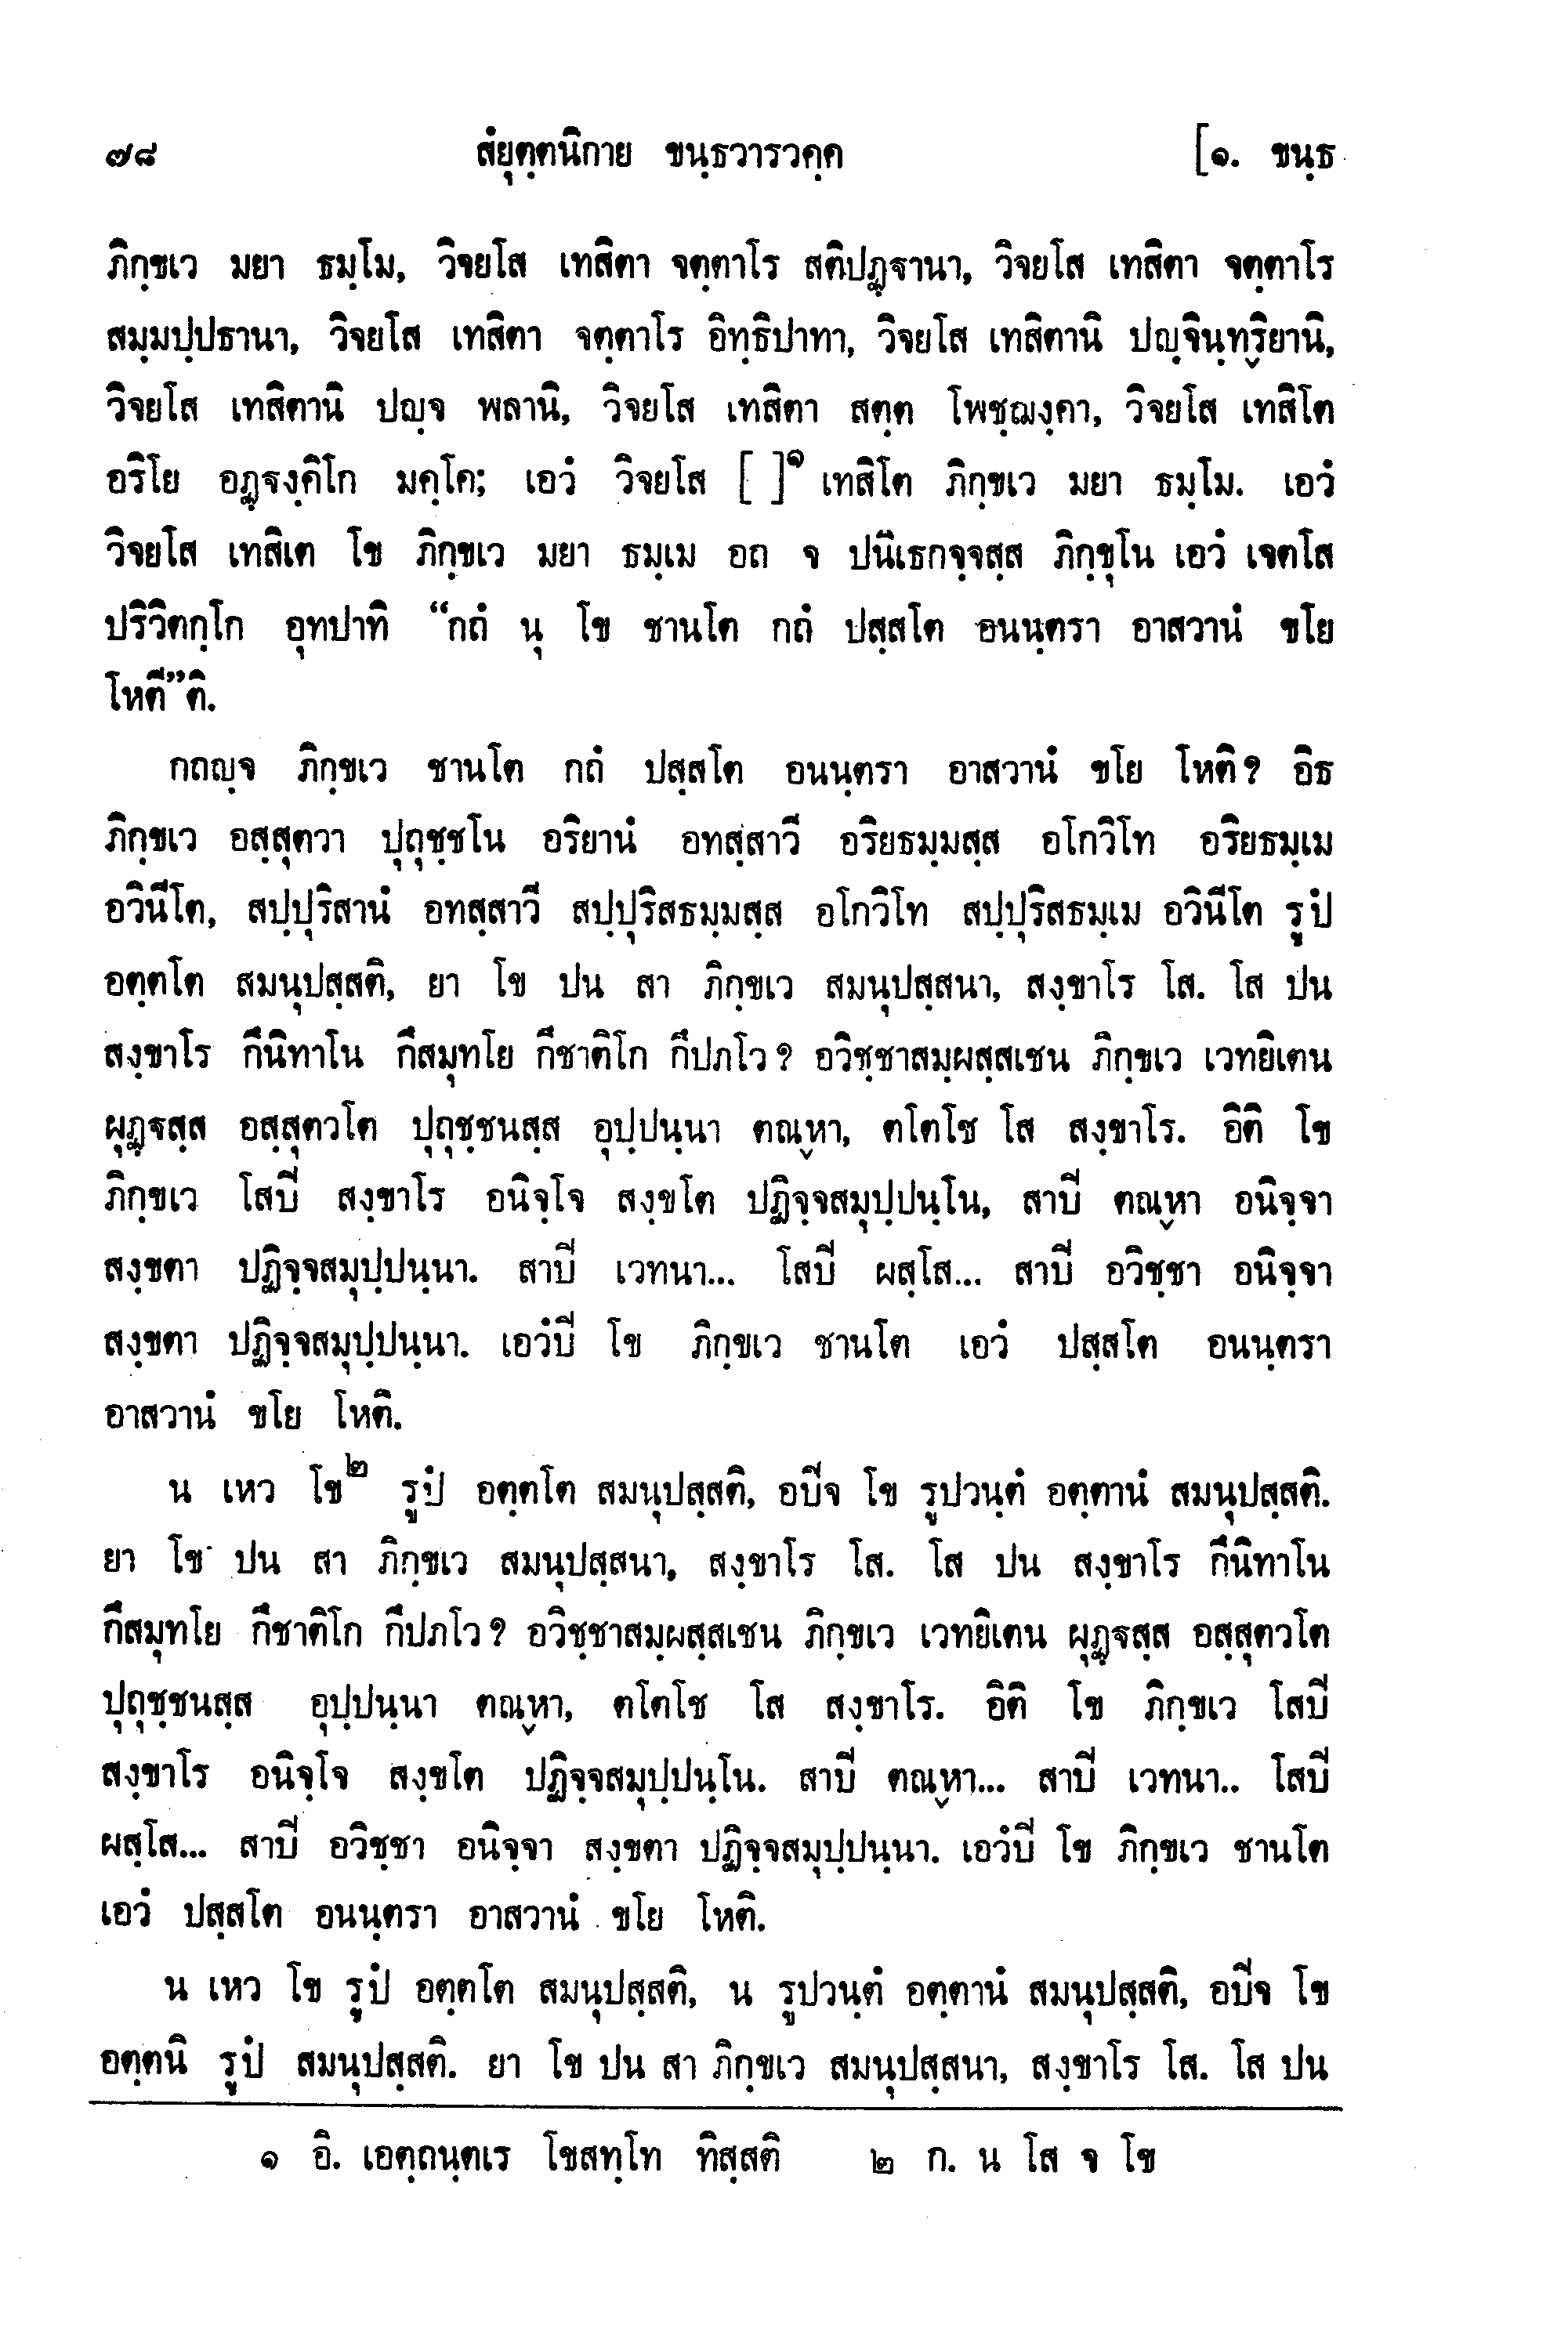 ๗๘ สํยุตฺตนิกาย ขนฺธวารวคฺค [๑. ขนฺธ
ภิกฺขเว มยา ธมฺโม, วิจยโส เทสิตา จตฺตาโร สติปฏฺฐานา, วิจยโส เทสิตา จตฺตาโร
สมฺมปฺปธานา, วิจยโส เทสิตา จตฺตาโร อิทฺธิปาทา, วิจยโส เทสิตานิ ปญฺจินฺทฺริยานิ,
วิจยโส เทสิตานิ ปญฺจ พลานิ, วิจยโส เทสิตา สตฺต โพชฺฌงฺคา, วิจยโส เทสิโต
อริโย อฏฺฐงฺคิโก มคฺโค; เอวํ วิจยโส [ ]๑ เทสิโต ภิกฺขเว มยา ธมฺโม. เอวํ
วิจยโส เทสิเต โข ภิกฺขเว มยา ธมฺเม อถ จ ปนิเธกจฺจสฺส ภิกฺขุโน เอวํ เจตโส
ปริวิตกฺโก อุทปาทิ “กถํ นุ โข ชานโต กถํ ปสฺสโต อนนฺตรา อาสวานํ ขโย
โหตี”ติ.
กถญฺจ ภิกฺขเว ชานโต กถํ ปสฺสโต อนนฺตรา อาสวานํ ขโย โหติ? อิธ
ภิกฺขเว อสฺสุตวา ปุถุชฺชโน อริยานํ อทสฺสาวี อริยธมฺมสฺส อโกวิโท อริยธมฺเม
อวินีโต, สปฺปุริสานํ อทสฺสาวี สปฺปุริสธมฺมสฺส อโกวิโท สปฺปุริสธมฺเม อวินีโต รูปํ
อตฺตโต สมนุปสฺสติ, ยา โข ปน สา ภิกฺขเว สมนุปสฺสนา, สงฺขาโร โส. โส ปน
สงฺขาโร กึนิทาโน กึสมุทโย กึชาติโก กึปภโว? อวิชฺชาสมฺผสฺสเชน ภิกฺขเว เวทยิเตน
ผุฏฺฐสฺส อสฺสุตวโต ปุถุชฺชนสฺส อุปฺปนฺนา ตณฺหา, ตโตโช โส สงฺขาโร. อิติ โข
ภิกฺขเว โสปิ สงฺขาโร อนิจฺโจ สงฺขโต ปฏิจฺจสมุปฺปนฺโน, สาปิ ตณฺหา อนิจฺจา
สงฺขตา ปฏิจฺจสมุปฺปนฺนา. สาปิ เวทนา... โสปิ ผสฺโส... สาปิ อวิชฺชา อนิจฺจา
สงฺขตา ปฏิจฺจสมุปฺปนฺนา. เอวํปิ โข ภิกฺขเว ชานโต เอวํ ปสฺสโต อนนฺตรา
อาสวานํ ขโย โหติ.
น เหว โข๒ รูปํ อตฺตโต สมนุปสฺสติ, อปิจ โข รูปวนฺตํ อตฺตานํ สมนุปสฺสติ.
ยา โข ปน สา ภิกฺขเว สมนุปสฺสนา, สงฺขาโร โส. โส ปน สงฺขาโร กึนิทาโน
กึสมุทโย กึชาติโก กึปภโว? อวิชฺชาสมฺผสฺสเชน ภิกฺขเว เวทยิเตน ผุฏฺฐสฺส อสฺสุตวโต
ปุถุชฺชนสฺส อุปฺปนฺนา ตณฺหา, ตโตโช โส สงฺขาโร. อิติ โข ภิกฺขเว โสปิ
สงฺขาโร อนิจฺโจ สงฺขโต ปฏิจฺจสมุปฺปนฺโน. สาปิ ตณฺหา... สาปิ เวทนา.. โสปิ
ผสฺโส... สาปิ อวิชฺชา อนิจฺจา สงฺขตา ปฏิจฺจสมุปฺปนฺนา. เอวํปิ โข ภิกฺขเว ชานโต
เอวํ ปสฺสโต อนนฺตรา อาสวานํ ขโย โหติ.
น เหว โข รูปํ อตฺตโต สมนุปสฺสติ, น รูปวนฺตํ อตฺตานํ สมนุปสฺสติ, อปิจ โข
อตฺตนิ รูปํ สมนุปสฺสติ. ยา โข ปน สา ภิกฺขเว สมนุปสฺสนา, สงฺขาโร โส. โส ปน
๑ อิ. เอตฺถนฺตเร โขสทฺโท ทิสฺสติ ๒ ก. น โส จ โข